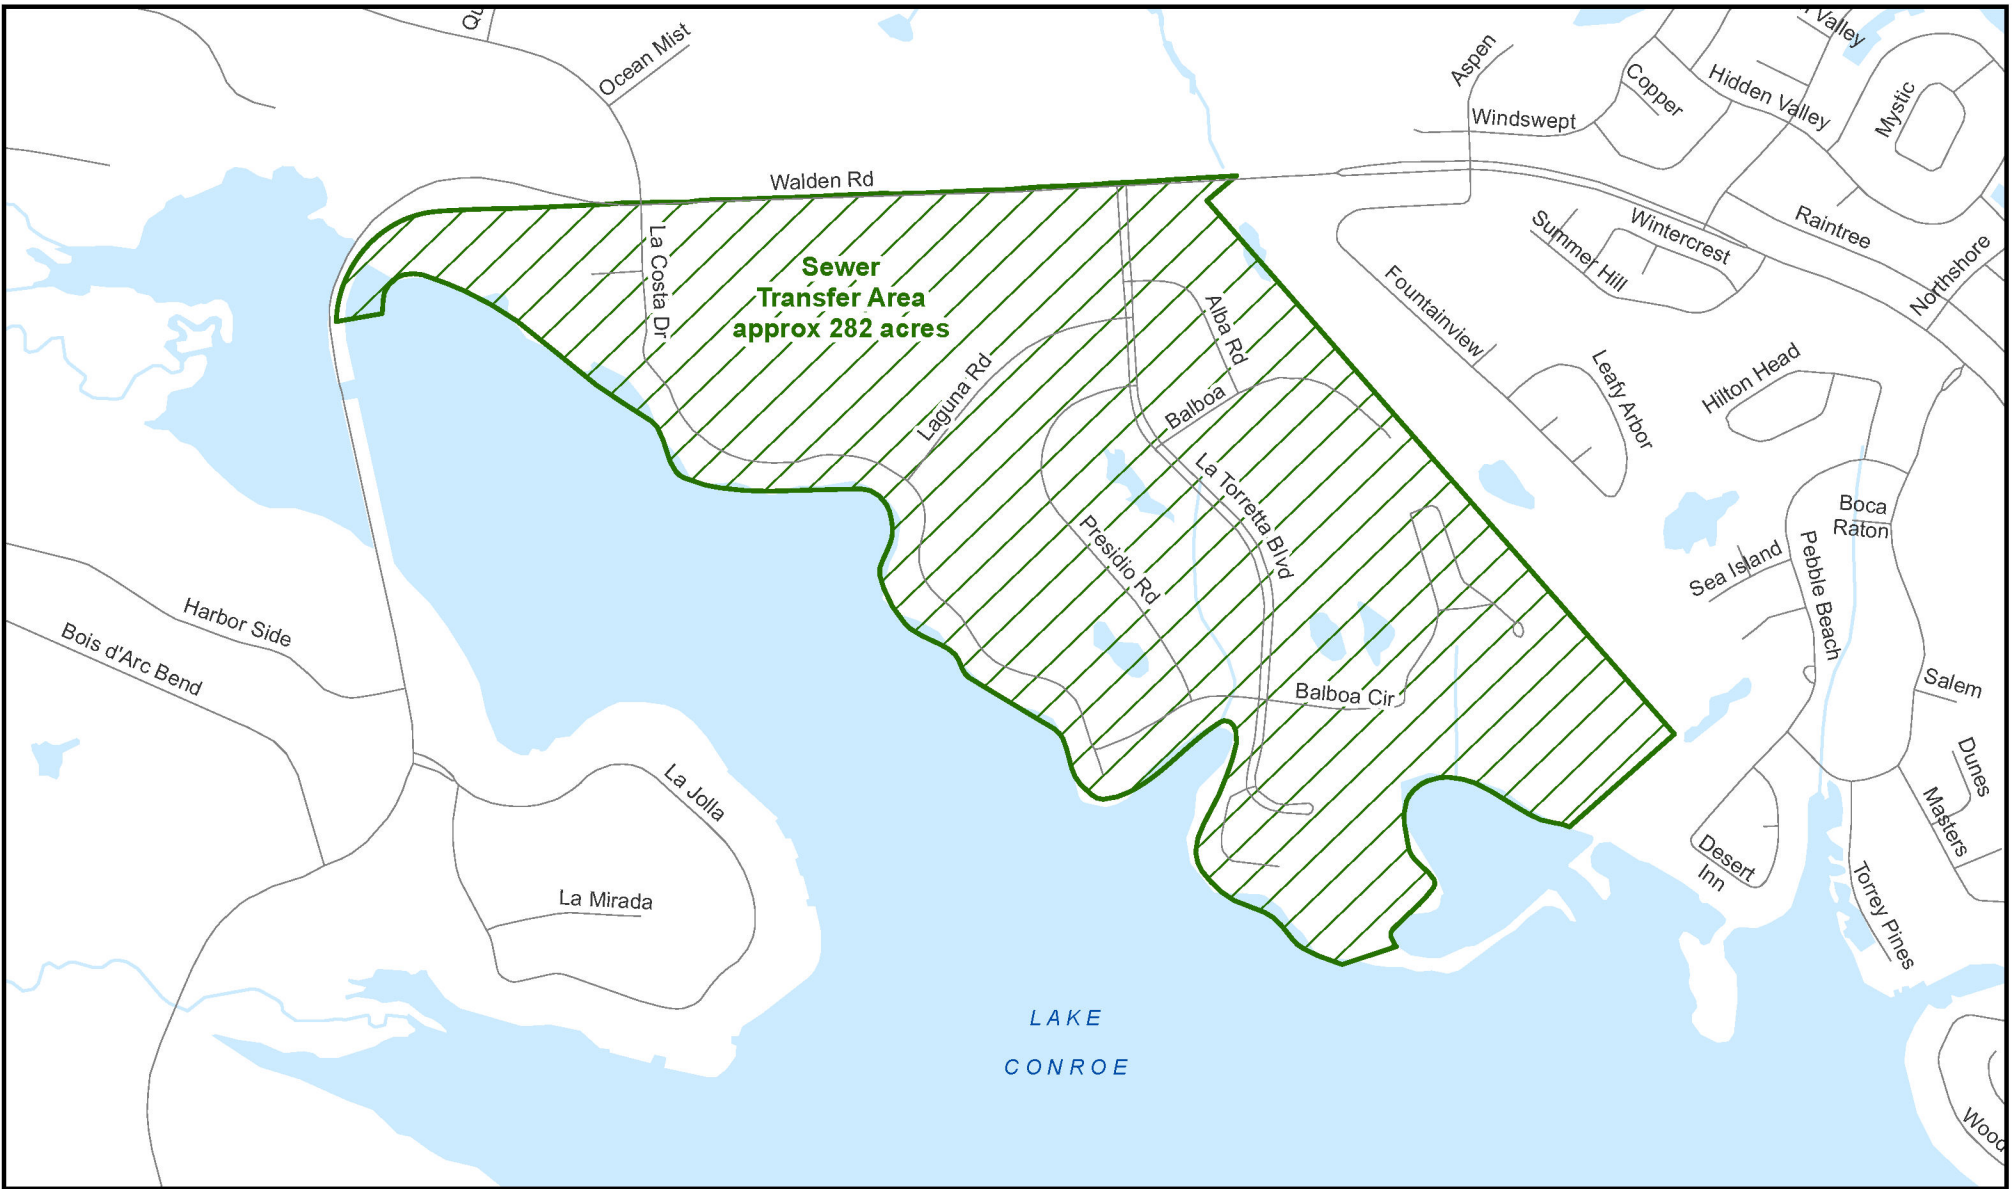 Qu
Ocean Mist
Aspen
Valley
Copper
Hidden Valley
Mystic
Windswept
Walden Rd
Raintree
Wintercrest
Summer Hill
Northshore
La Costa Dr
Sewer
Transfer Area
approx 282 acres
Alba Rd
Fountainview
Laguna Rd
Balboa
Leafy Arbor
Hilton Head
La Torretta Blvd
Boca
Raton
Presidio Rd
Sea Island
Pebble Beach
Harbor Side
Bois d'Arc Bend
Balboa Cir
Salem
La Jolla
Dunes
Masters
Desert
Inn
La Mirada
Torrey Pines
LAKE
CONROE
Wood